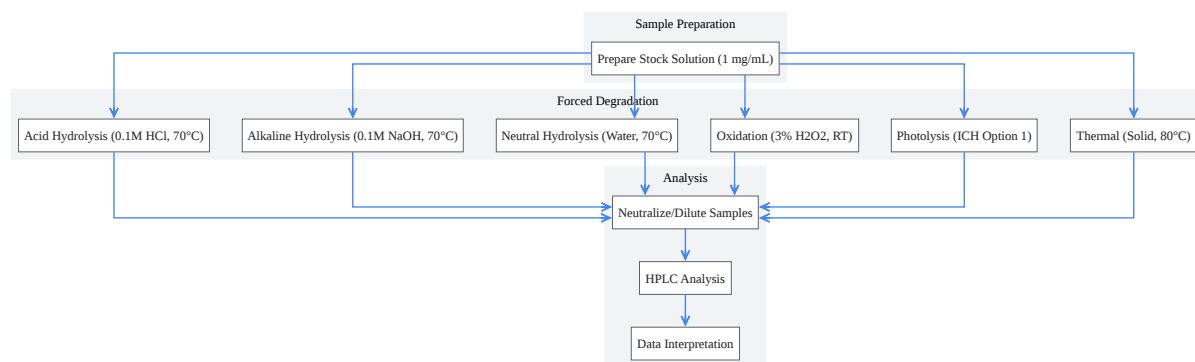 Sample Preparation
Prepare Stock Solution (1 mg/mL)
Forced Degradation
Acid Hydrolysis (0.1M HCl, 70°C)
Alkaline Hydrolysis (0.1M NaOH, 70°C)
Neutral Hydrolysis (Water, 70°C)
Oxidation (3% H2O2, RT)
Photolysis (ICH Option 1)
Thermal (Solid, 80°C)
Analysis
Neutralize/Dilute Samples
HPLC Analysis
Data Interpretation